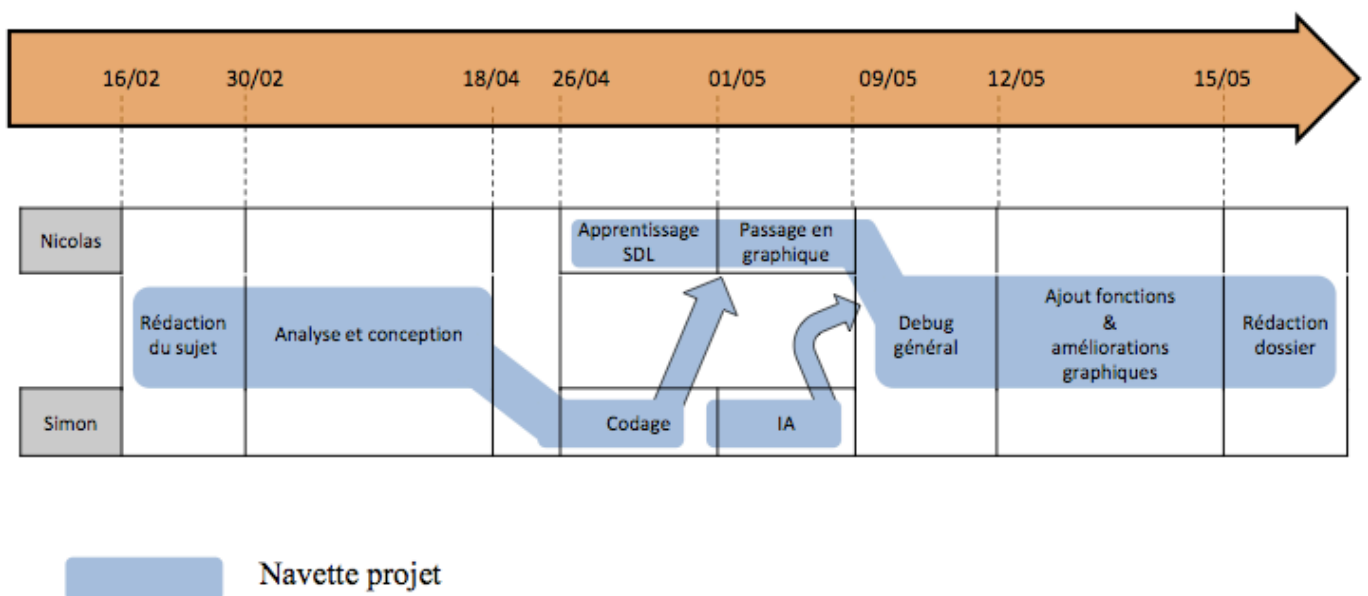 16/02 30/02 18/04 26/04 01/05 09/05 12/05 15/05
Nicolas
Apprentissage
SDL
Passage en
graphique
Rédaction
du sujet
Analyse et conception
Debug
général
Ajout fonctions
&
améliorations
graphiques
Rédaction
dossier
Simon
Codage
IA
Navette projet